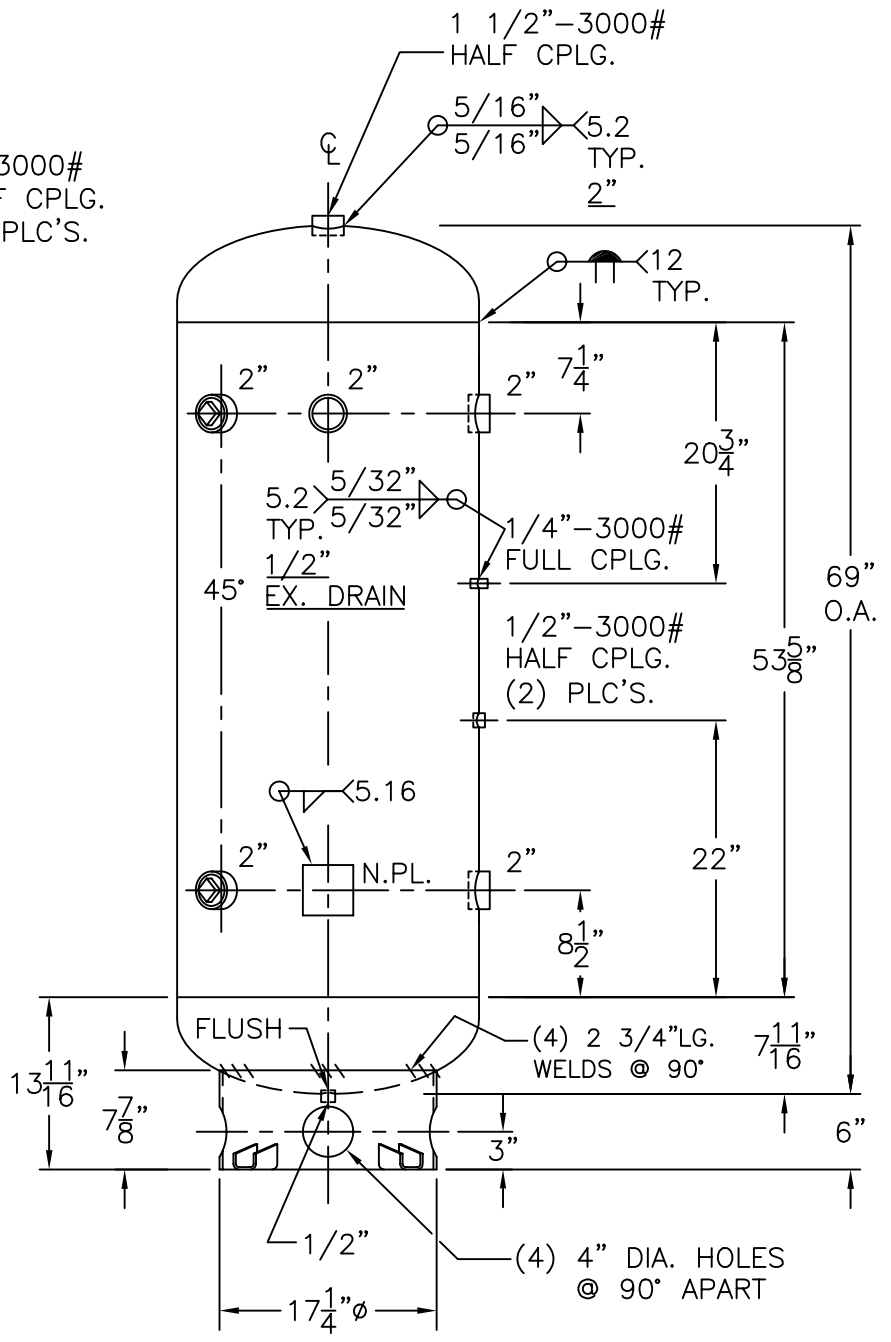 1 1/2"-3000#
HALF CPLG.
5/16"
5/16"
5.2
TYP.
2"
3000#
CPLG.
PLC'S.
℄
12
TYP.
7 1/4"
2"
2"
2"
20 3/4"
5.2
TYP.
5/32"
5/32"
1/4"-3000#
FULL CPLG.
1/2"
EX. DRAIN
45°
69"
O.A.
1/2"-3000#
HALF CPLG.
(2) PLC'S.
53 5/8"
5.16
2"
N.PL.
2"
22"
8 1/2"
FLUSH
(4) 2 3/4"LG.
WELDS @ 90°
7 11/16"
13 11/16"
7 7/8"
3"
6"
1/2"
(4) 4" DIA. HOLES
@ 90° APART
17 1/4"ø